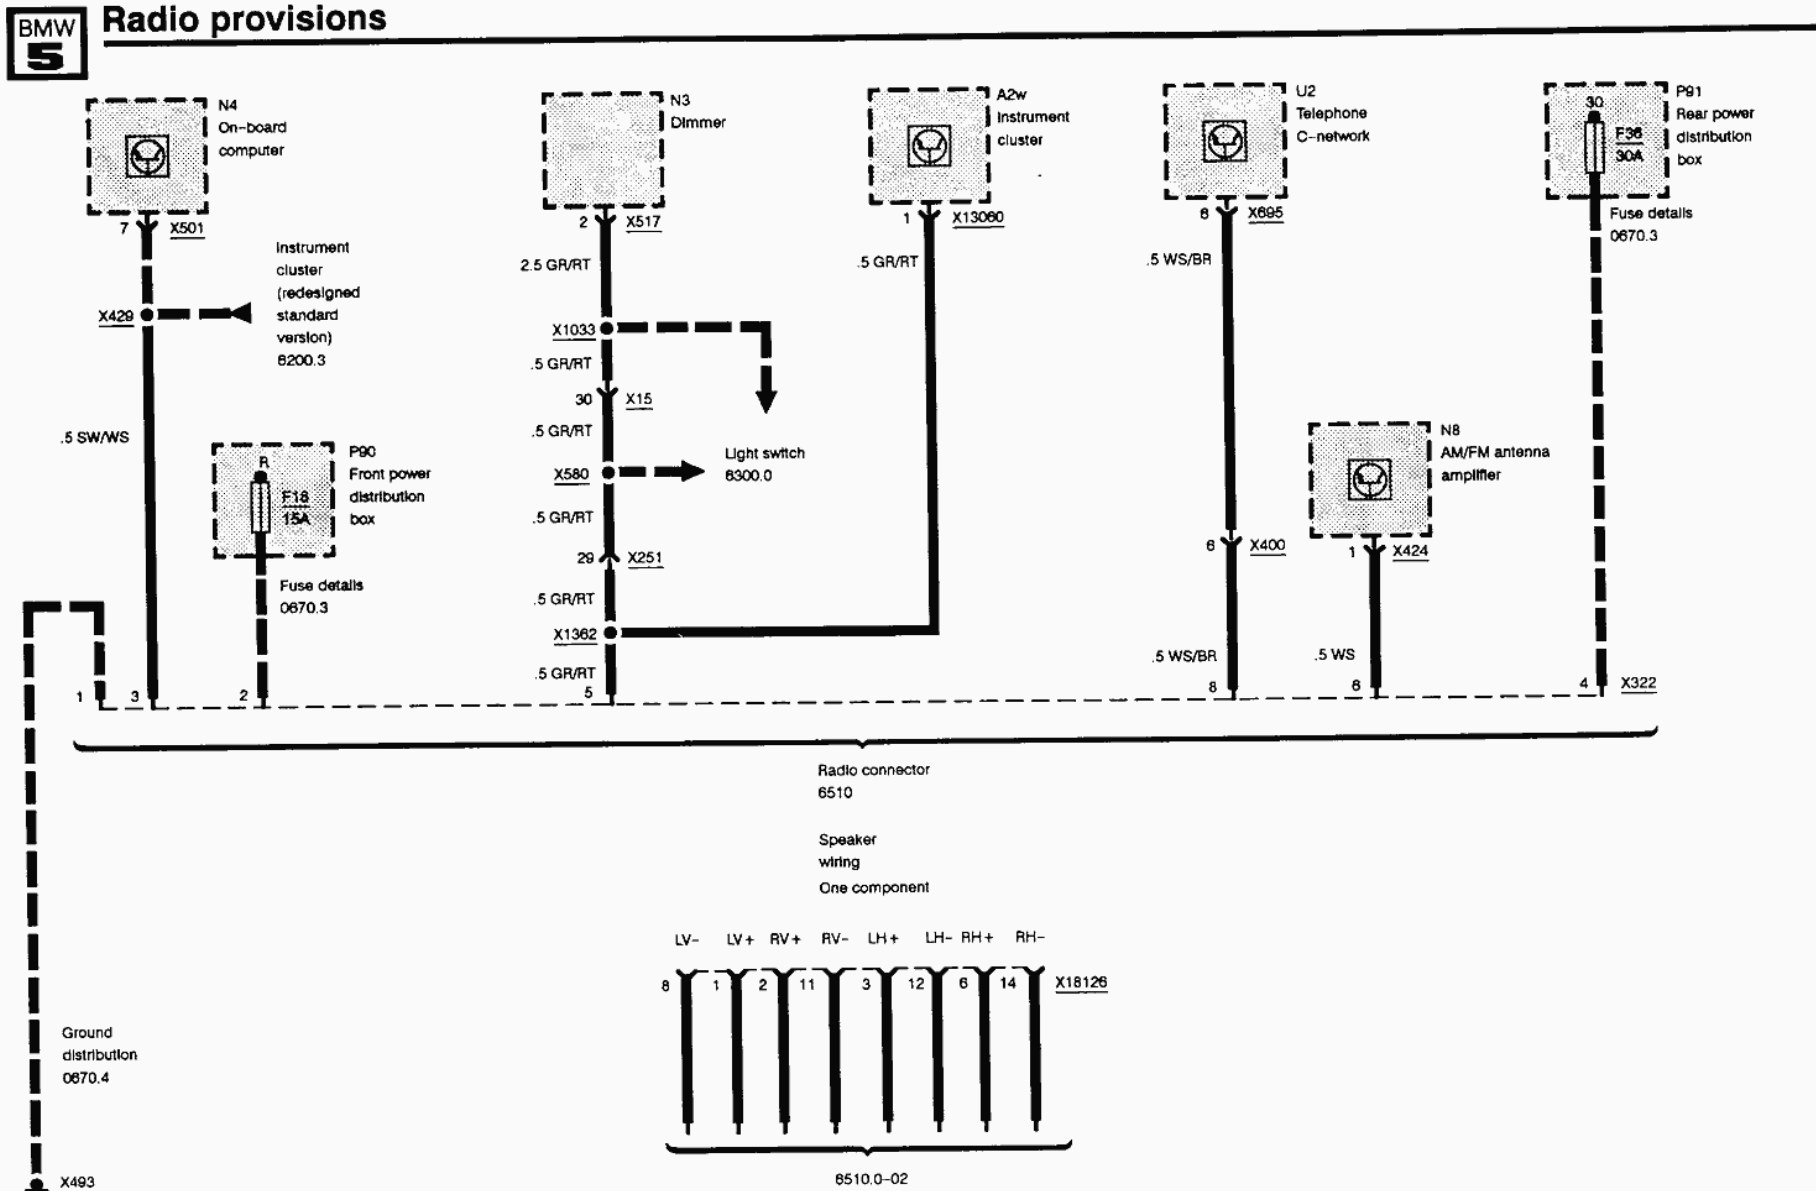 BMW
5
Radio provisions
N4
On-board
computer
7
X501
Instrument
cluster
(redesigned
standard
version)
6200.3
X429
.5 SW/WS
P90
Front power
distribution
box
R
F18
15A
Fuse details
0670.3
N3
Dimmer
2
X517
2.5 GR/RT
X1033
.5 GR/RT
30
X15
.5 GR/RT
X580
Light switch
6300.0
.5 GR/RT
29
X251
.5 GR/RT
X1362
.5 GR/RT
A2w
Instrument
cluster
1
X13060
.5 GR/RT
U2
Telephone
C-network
6
X695
.5 WS/BR
6
X400
.5 WS/BR
N8
AM/FM antenna
amplifier
1
X424
.5 WS
P91
Rear power
distribution
box
30
F36
30A
Fuse details
0670.3
1 3 2 5 8 6 4 X322
Radio connector
6510
Speaker
wiring
One component
LV- LV+ RV+ RV- LH+ LH- RH+ RH-
8 1 2 11 3 12 6 14 X18126
6510.0-02
Ground
distribution
0670.4
X493